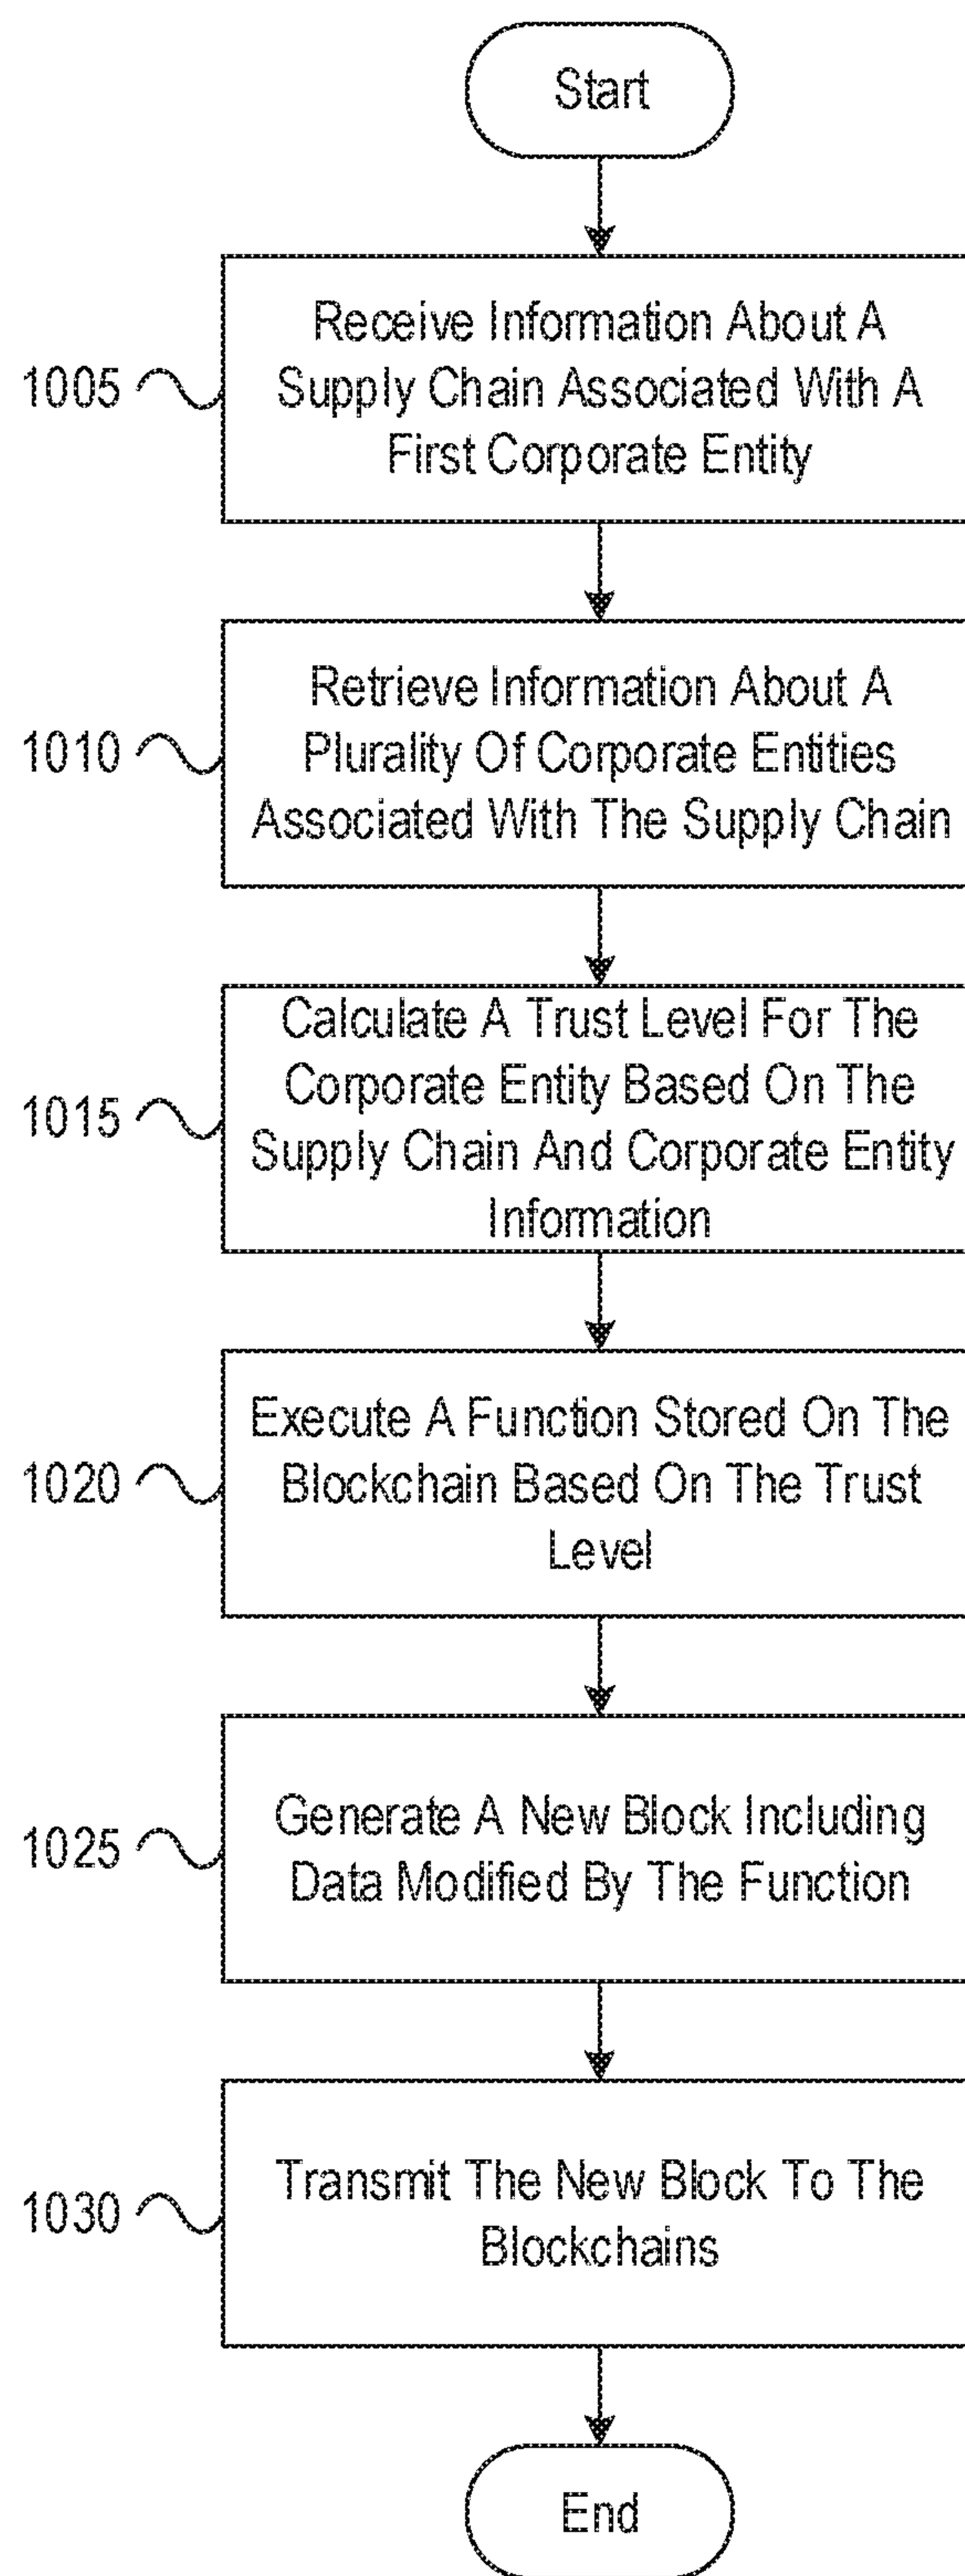 Start
Receive Information About A
Supply Chain Associated With A
First Corporate Entity
1005
Retrieve Information About A
Plurality Of Corporate Entities
Associated With The Supply Chain
1010
Calculate A Trust Level For The
Corporate Entity Based On The
Supply Chain And Corporate Entity
Information
1015
Execute A Function Stored On The
Blockchain Based On The Trust
Level
1020
Generate A New Block Including
Data Modified By The Function
1025
Transmit The New Block To The
Blockchains
1030
End